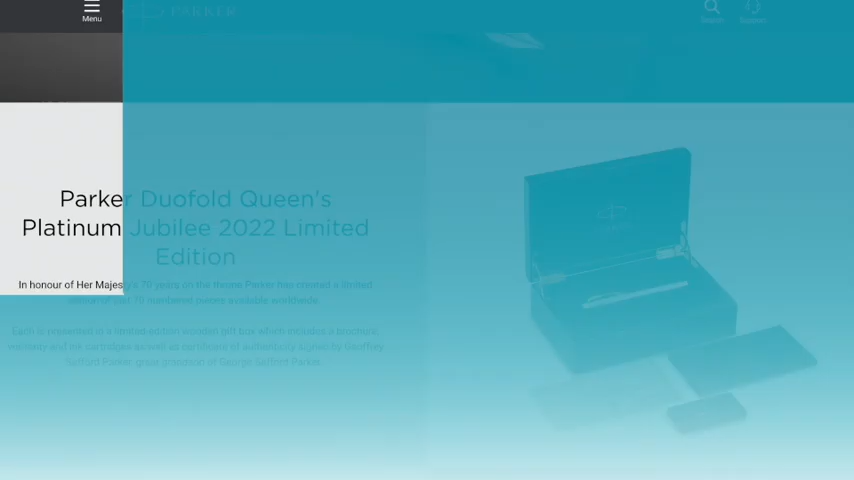 Menu
PARKER
Search
Support
Parker Duofold Queen's
Platinum Jubilee 2022 Limited
Edition
In honour of Her Majesty's 70 years on the throne Parker has created a limited
edition of just 70 numbered pieces available worldwide.
Each is presented in a limited edition wooden gift box which includes a brochure,
warranty and ink cartridges as well as certificate of authenticity signed by Geoffrey
Safford Parker great grandson of George Safford Parker.